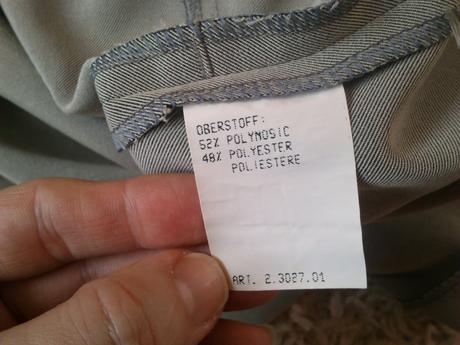 OBERSTOFF:
52% POLYNOSIC
48% POLYESTER
POLIESTERE
ART. 2.3027.01